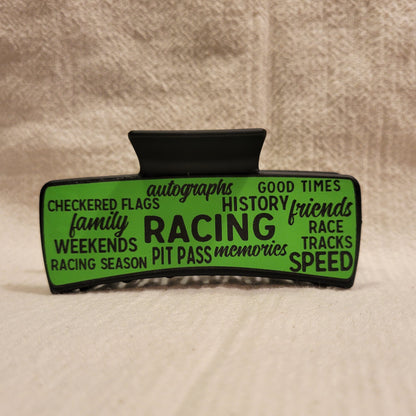 autographs
GOOD TIMES
CHECKERED FLAGS
HISTORY
friends
family
RACING
RACE
TRACKS
WEEKENDS
PIT PASS
memories
RACING SEASON
SPEED